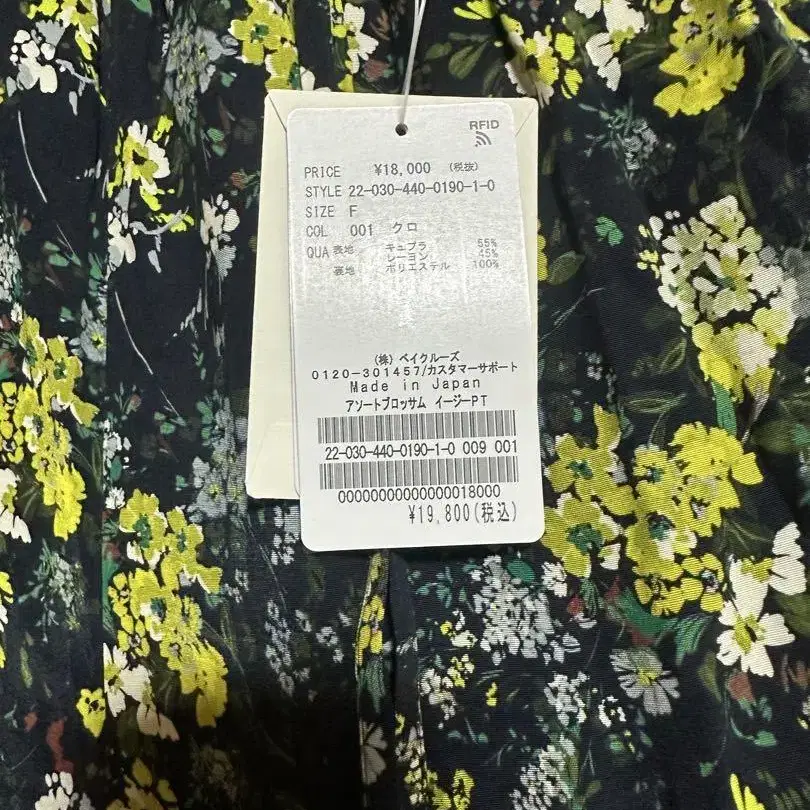 RFID
PRICE ¥18,000 (税抜)
STYLE 22-030-440-0190-1-0
SIZE F
COL 001 クロ
QUA 表地 キュプラ 55%
レーヨン 45%
裏地 ポリエステル 100%
(株)ベイクルーズ
0120-301457/カスタマーサポート
Made in Japan
アソートブロッサム イージーPT
22-030-440-0190-1-0 009 001
00000000000000018000
¥19,800(税込)